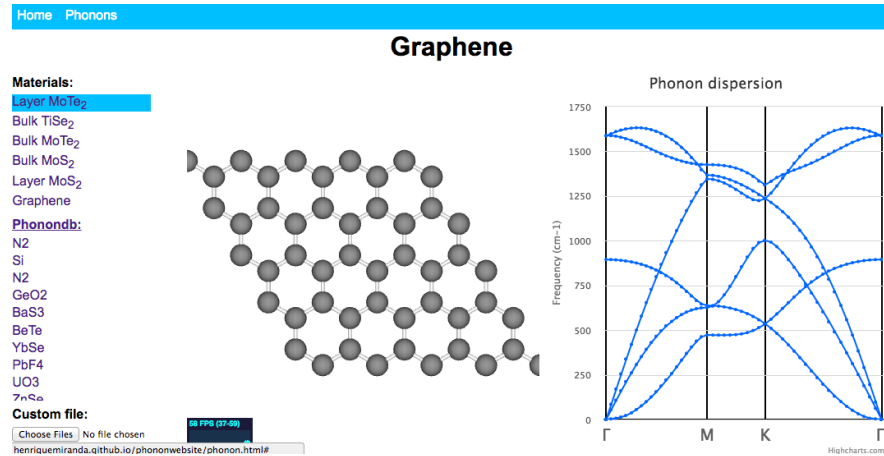 Home Phonons
Graphene
Materials:
Layer MoTe2
Bulk TiSe2
Bulk MoTe2
Bulk MoS2
Layer MoS2
Graphene
Phonondb:
N2
Si
N2
GeO2
BaS3
BeTe
YbSe
PbF4
UO3
ZnSe
Custom file:
Choose Files No file chosen
henriquemiranda.github.io/phononwebsite/phonon.html#
58 FPS (37-59)
Phonon dispersion
Frequency (cm-1)
1750
1500
1250
1000
750
500
250
0
Γ M K Γ
Highcharts.com